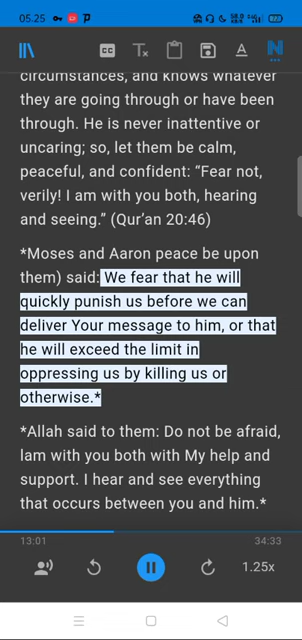 05.25
circumstances, and knows whatever
they are going through or have been
through. He is never inattentive or
uncaring; so, let them be calm,
peaceful, and confident: “Fear not,
verily! I am with you both, hearing
and seeing.” (Qur’an 20:46)
*Moses and Aaron peace be upon
them) said: We fear that he will
quickly punish us before we can
deliver Your message to him, or that
he will exceed the limit in
oppressing us by killing us or
otherwise.*
*Allah said to them: Do not be afraid,
Iam with you both with My help and
support. I hear and see everything
that occurs between you and him.*
13:01 34:33
1.25x